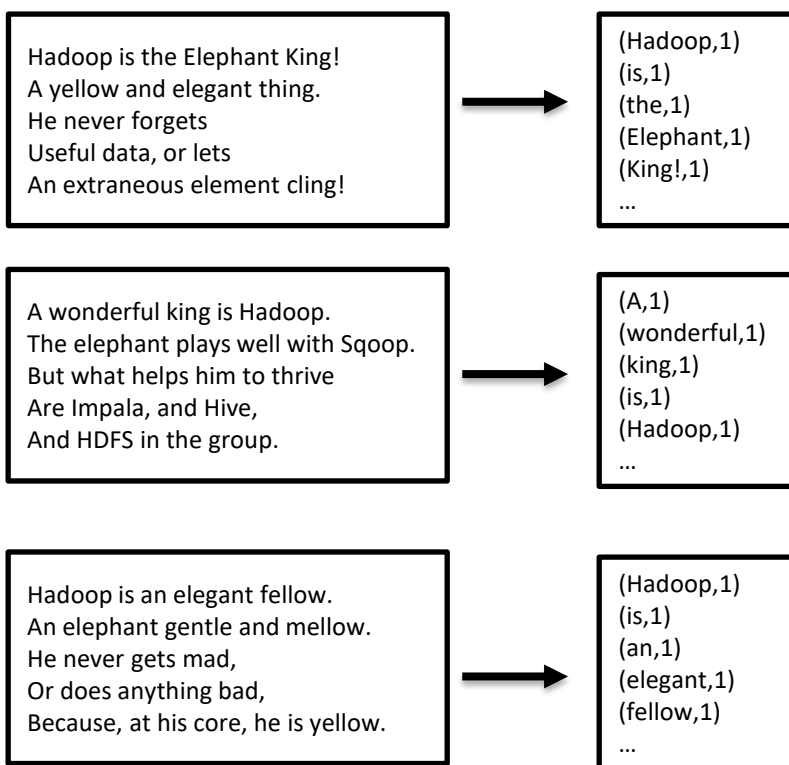 Hadoop is the Elephant King!
A yellow and elegant thing.
He never forgets
Useful data, or lets
An extraneous element cling!
(Hadoop,1)
(is,1)
(the,1)
(Elephant,1)
(King!,1)
…
A wonderful king is Hadoop.
The elephant plays well with Sqoop.
But what helps him to thrive
Are Impala, and Hive,
And HDFS in the group.
(A,1)
(wonderful,1)
(king,1)
(is,1)
(Hadoop,1)
…
Hadoop is an elegant fellow.
An elephant gentle and mellow.
He never gets mad,
Or does anything bad,
Because, at his core, he is yellow.
(Hadoop,1)
(is,1)
(an,1)
(elegant,1)
(fellow,1)
…